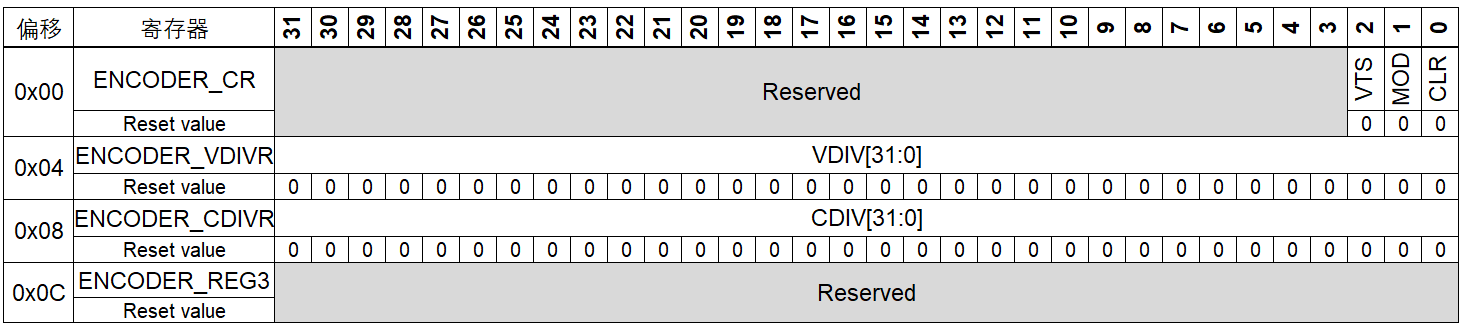 偏移 寄存器 31 30 29 28 27 26 25 24 23 22 21 20 19 18 17 16 15 14 13 12 11 10 9 8 7 6 5 4 3 2 1 0
0x00 ENCODER_CR Reserved VTS MOD CLR
Reset value 0 0 0
0x04 ENCODER_VDIVR VDIV[31:0]
Reset value 0 0 0 0 0 0 0 0 0 0 0 0 0 0 0 0 0 0 0 0 0 0 0 0 0 0 0 0 0 0 0 0
0x08 ENCODER_CDIVR CDIV[31:0]
Reset value 0 0 0 0 0 0 0 0 0 0 0 0 0 0 0 0 0 0 0 0 0 0 0 0 0 0 0 0 0 0 0 0
0x0C ENCODER_REG3 Reserved
Reset value